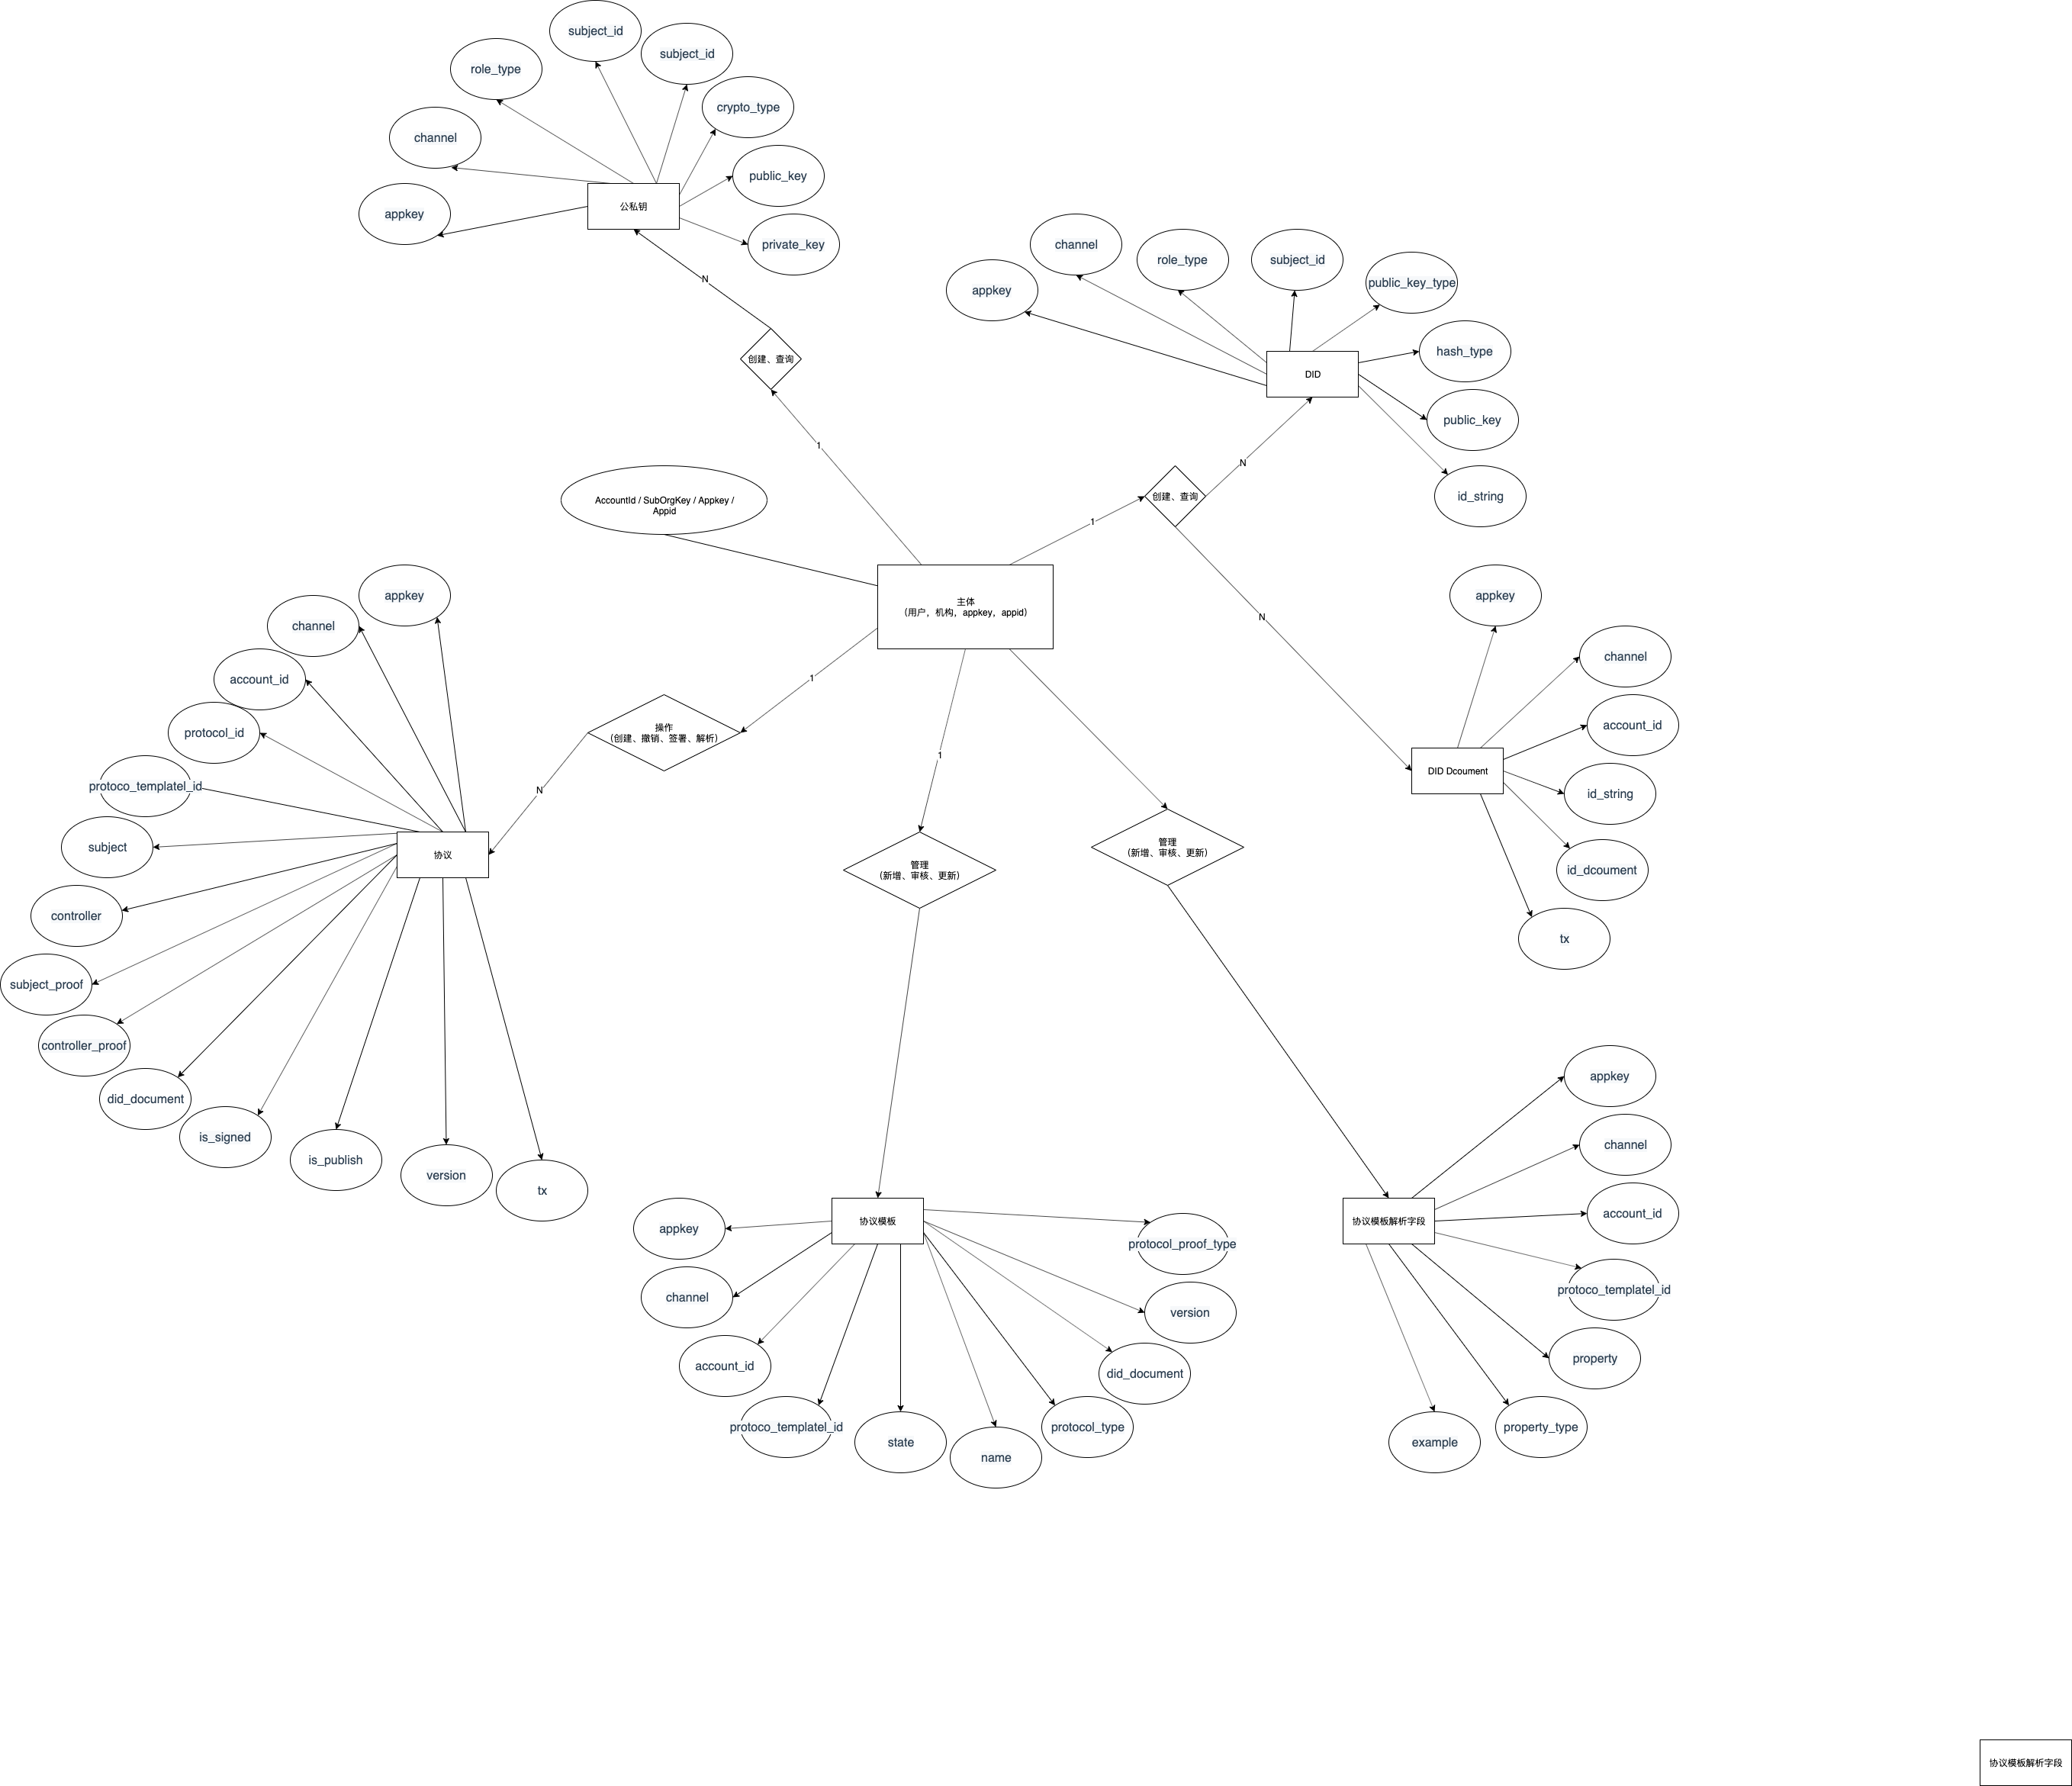 subject_id
subject_id
role_type
crypto_type
channel
public_key
公私钥
appkey
private_key
N
channel
role_type
subject_id
public_key_type
appkey
hash_type
创建、查询
DID
public_key
1
N
创建、查询
id_string
AccountId / SubOrgKey / Appkey /
Appid
1
appkey
appkey
主体
（用户，机构，appkey，appid）
N
channel
channel
account_id
1
account_id
protocol_id
操作
（创建、撤销、签署、解析）
1
DID Dcount
protoco_templatel_id
N
id_string
subject
协议
管理
（新增、审核、更新）
管理
（新增、审核、更新）
id_dcoument
controller
tx
subject_proof
controller_proof
appkey
did_document
is_signed
channel
is_publish
version
tx
account_id
appkey
协议模板
协议模板解析字段
protocol_proof_type
channel
version
protoco_templatel_id
account_id
did_document
property
protoco_templatel_id
state
name
protocol_type
example
property_type
协议模板解析字段